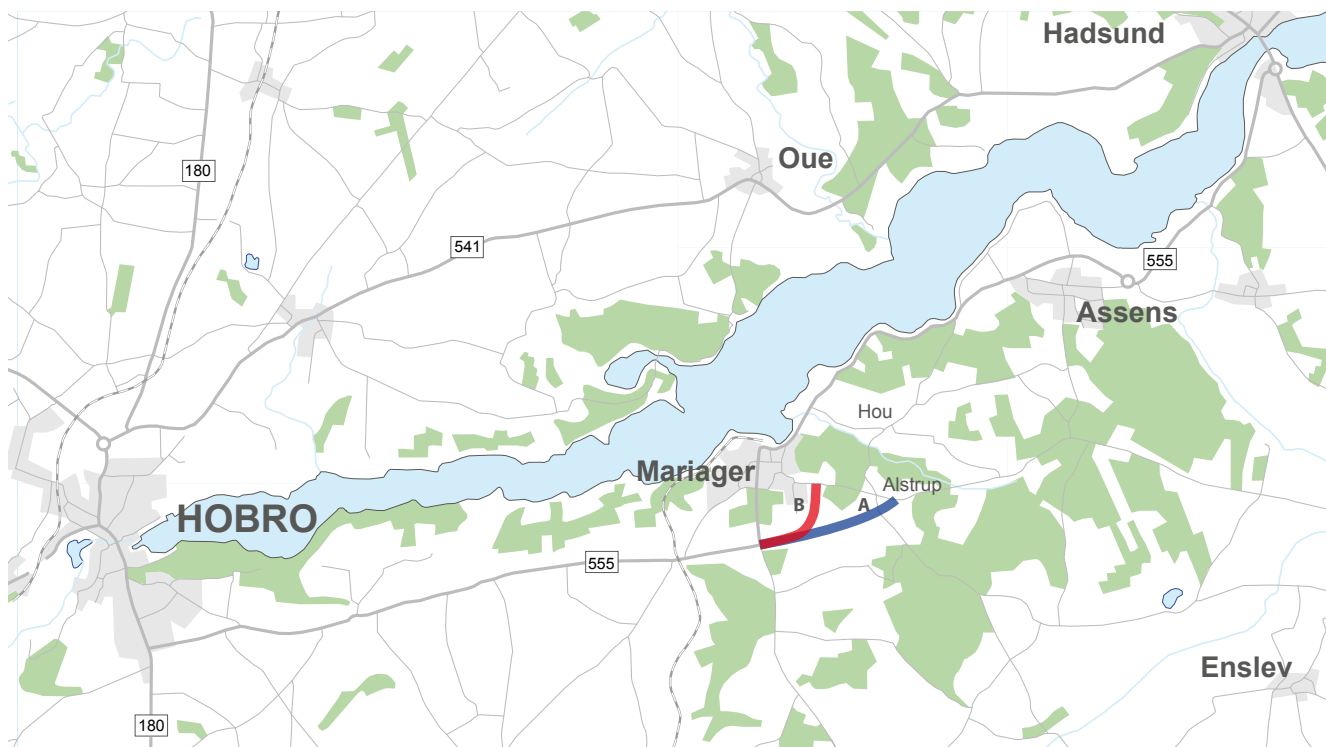 Hadsund
Oue
180
541
555
Assens
Hou
Mariager
Alstrup
B
A
HOBRO
555
Enslev
180